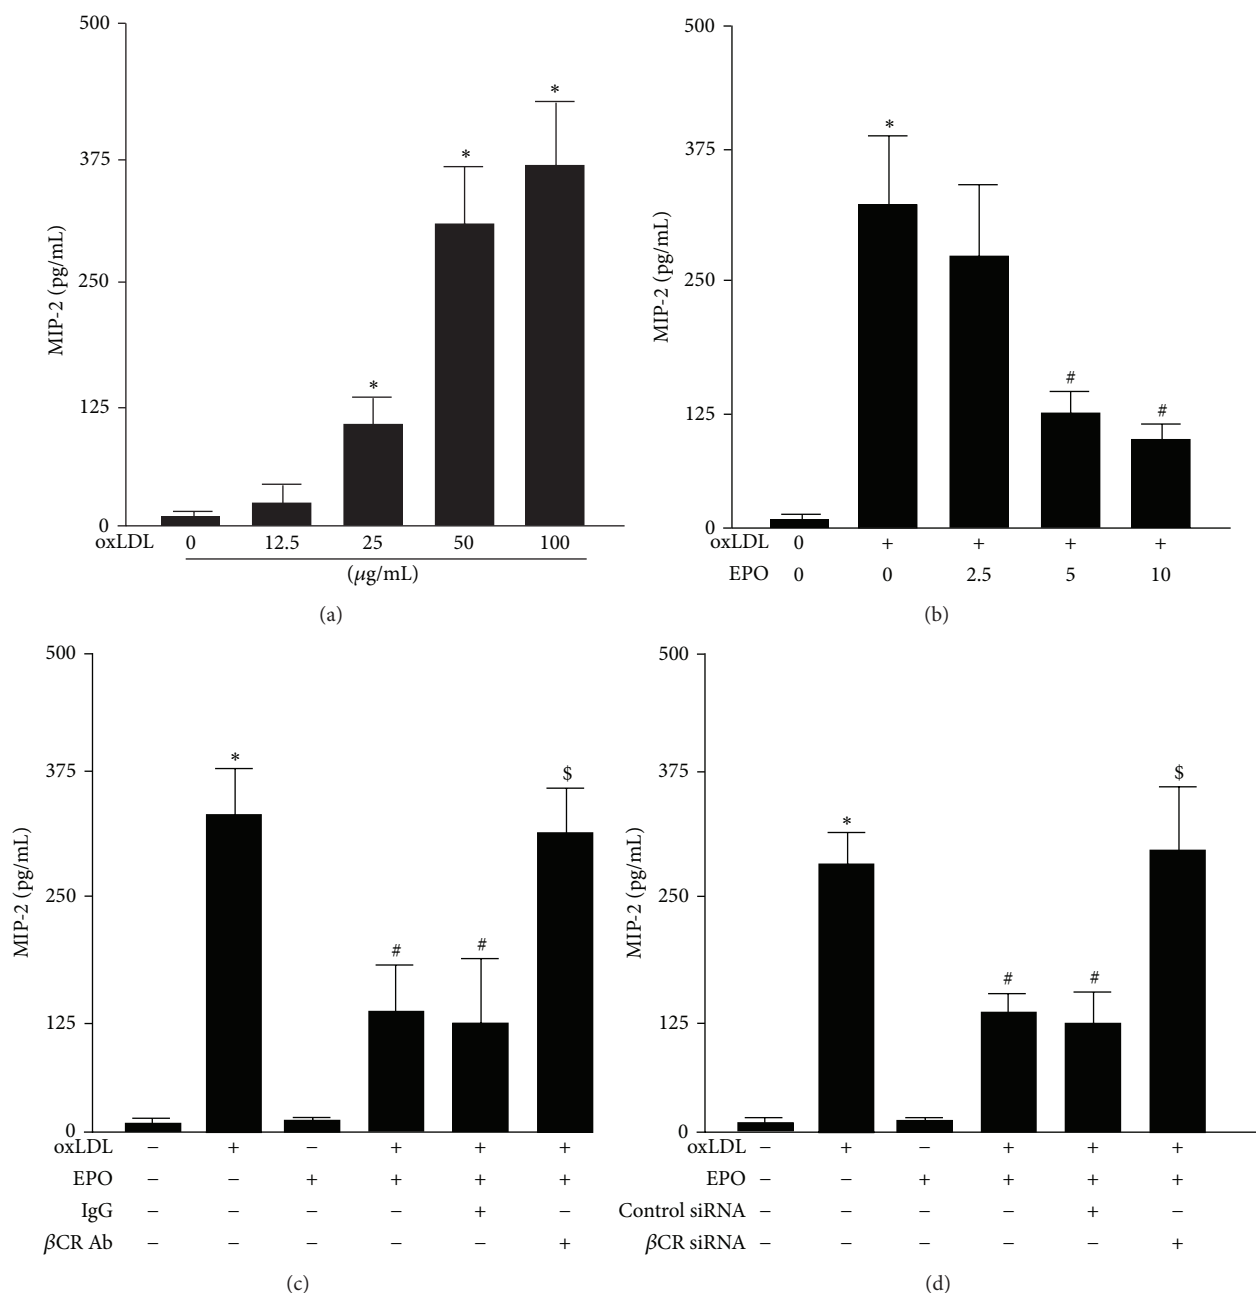 500
375
250
125
0
MIP-2 (pg/mL)
* * * *
oxLDL 0 12.5 25 50 100
(μg/mL)
(a)
500
375
250
125
0
MIP-2 (pg/mL)
* # #
oxLDL 0 + + + +
EPO 0 0 2.5 5 10
(b)
500
375
250
125
0
MIP-2 (pg/mL)
* # # $
oxLDL − + − + + +
EPO − − + + + +
IgG − − − − + −
βCR Ab − − − − − +
(c)
500
375
250
125
0
MIP-2 (pg/mL)
* # # $
oxLDL − + − + + +
EPO − − + + + +
Control siRNA − − − − + −
βCR siRNA − − − − − +
(d)